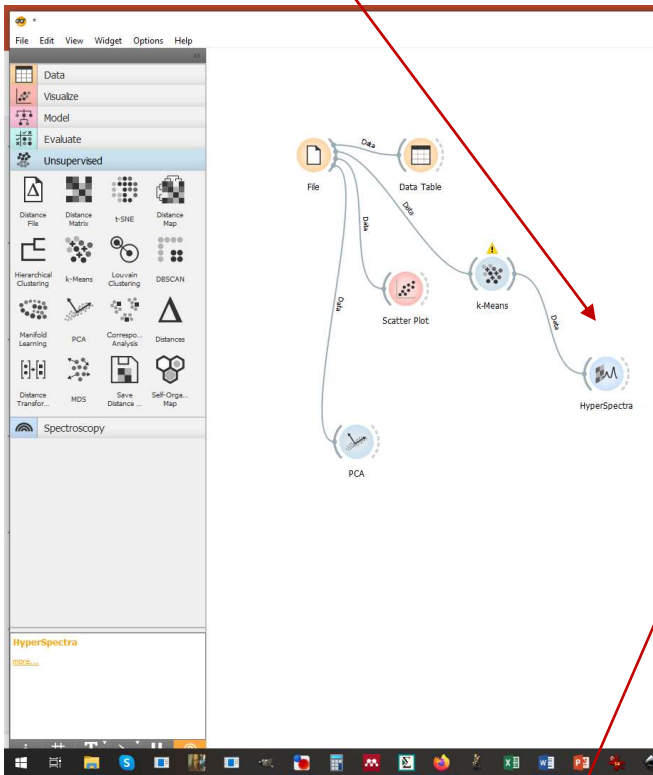 *
File Edit View Widget Options Help
Data
Visualize
Model
Evaluate
Unsupervised
Distance File
Distance Matrix
t-SNE
Distance Map
Hierarchical Clustering
k-Means
Louvain Clustering
DBSCAN
Manifold Learning
PCA
Correspo... Analysis
Distances
Distance Transfor...
MDS
Save Distance ...
Self-Orga... Map
Spectroscopy
File
Data
Data Table
Data
Data
Data
Scatter Plot
k-Means
Data
HyperSpectra
PCA
HyperSpectra
more...